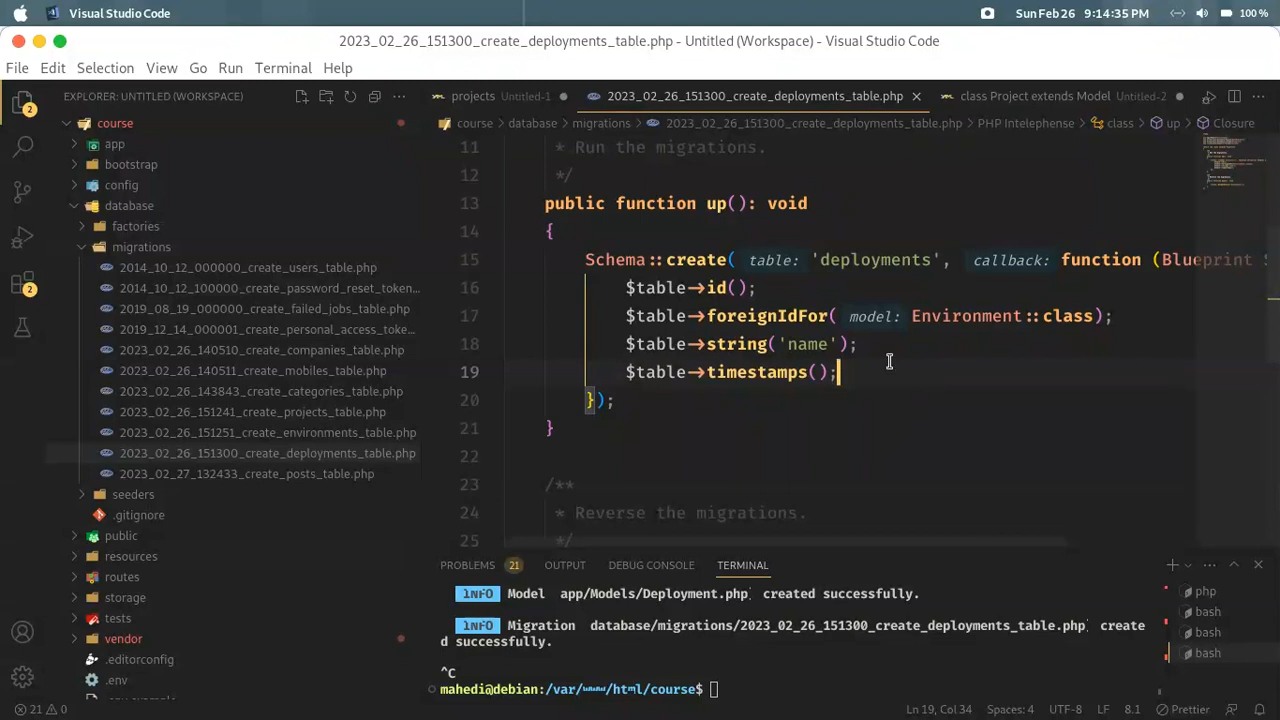 Visual Studio Code
Sun Feb 26 9:14:35 PM
100 %
2023_02_26_151300_create_deployments_table.php - Untitled (Workspace) - Visual Studio Code
File Edit Selection View Go Run Terminal Help
EXPLORER: UNTITLED (WORKSPACE)
projects Untitled-1
2023_02_26_151300_create_deployments_table.php
class Project extends Model Untitled-2
course > database > migrations > 2023_02_26_151300_create_deployments_table.php > PHP Intelephense > class > up > Closure
2
2
course
app
bootstrap
config
database
factories
migrations
2014_10_12_000000_create_users_table.php
2014_10_12_100000_create_password_reset_token...
2019_08_19_000000_create_failed_jobs_table.php
2019_12_14_000001_create_personal_access_toke...
2023_02_26_140510_create_companies_table.php
2023_02_26_140511_create_mobiles_table.php
2023_02_26_143843_create_categories_table.php
2023_02_26_151241_create_projects_table.php
2023_02_26_151251_create_environments_table.php
2023_02_26_151300_create_deployments_table.php
2023_02_27_132433_create_posts_table.php
seeders
.gitignore
public
resources
routes
storage
tests
vendor
.editorconfig
.env
11 * Run the migrations.
12 */
13 public function up(): void
14 {
15 Schema::create( table: 'deployments', callback: function (Blueprint $
16 $table->id();
17 $table->foreignIdFor( model: Environment::class);
18 $table->string('name');
19 $table->timestamps();
20 });
21 }
22
23 /**
24 * Reverse the migrations.
25 */
PROBLEMS 21 OUTPUT DEBUG CONSOLE TERMINAL
INFO Model app/Models/Deployment.php] created successfully.
INFO Migration database/migrations/2023_02_26_151300_create_deployments_table.php] create
d successfully.
^C
mahedi@debian:/var/www/html/course$
php
bash
bash
bash
21 0
Ln 19, Col 34 Spaces: 4 UTF-8 LF 8.1 Prettier